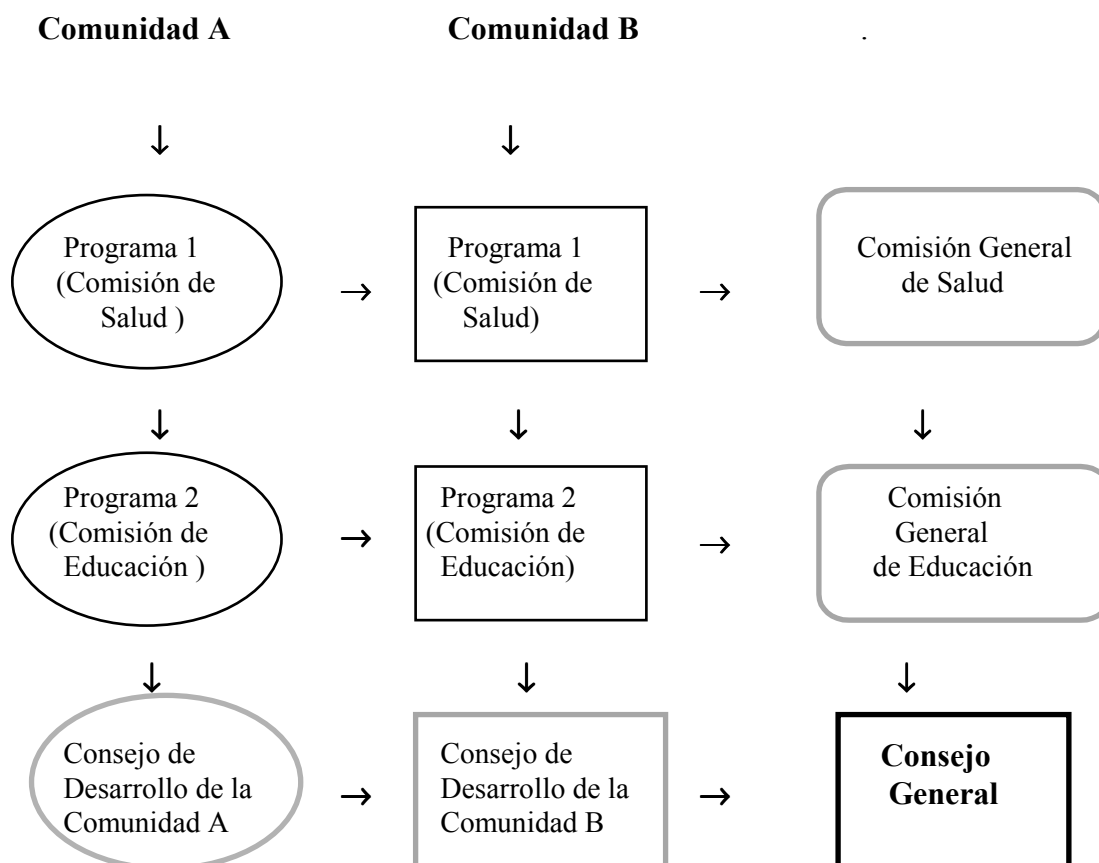 Comunidad A
Comunidad B
.
↓
↓
Programa 1
(Comisión de
Salud )
→
Programa 1
(Comisión de
Salud)
→
Comisión General
de Salud
↓
↓
↓
Programa 2
(Comisión de
Educación )
→
Programa 2
(Comisión de
Educación)
→
Comisión
General
de Educación
↓
↓
↓
Consejo de
Desarrollo de la
Comunidad A
→
Consejo de
Desarrollo de la
Comunidad B
→
Consejo
General